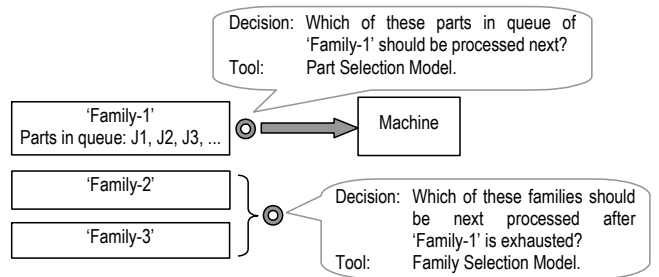 Decision: Which of these parts in queue of
‘Family-1’ should be processed next?
Tool: Part Selection Model.
‘Family-1’
Parts in queue: J1, J2, J3, ...
Machine
‘Family-2’
‘Family-3’
Decision: Which of these families should
be next processed after
‘Family-1’ is exhausted?
Tool: Family Selection Model.